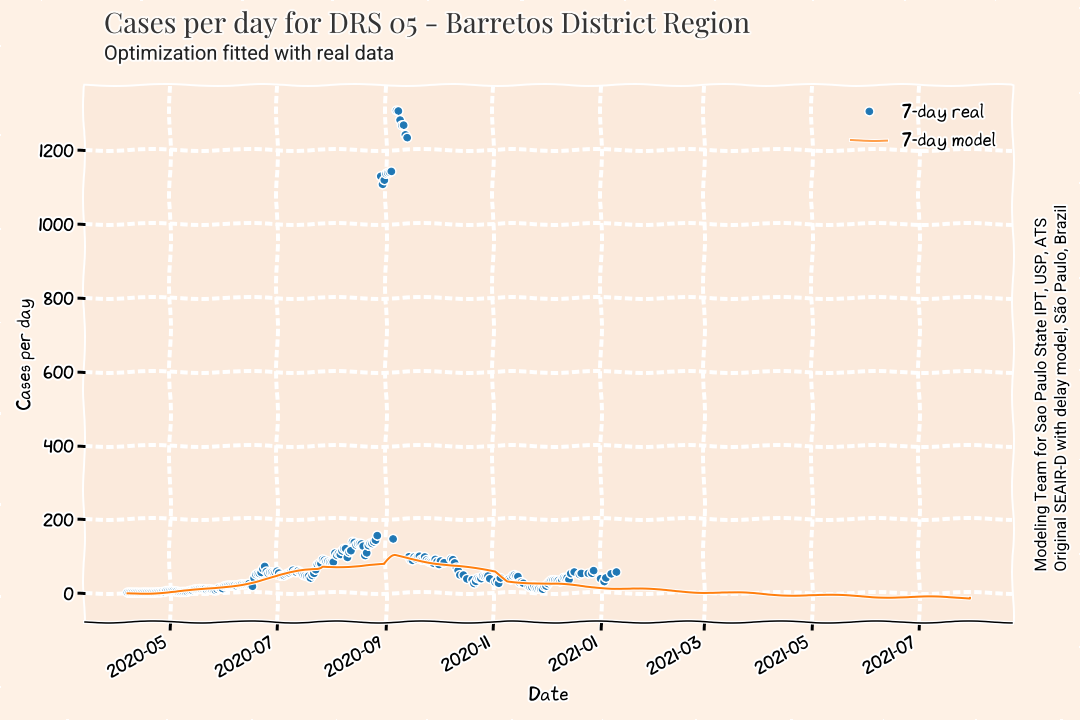 Cases per day for DRS 05 - Barretos District Region
Optimization fitted with real data
7-day real
7-day model
1200
1000
800
600
400
200
0
Cases per day
2020-05
2020-07
2020-09
2020-11
2021-01
2021-03
2021-05
2021-07
Date
Modeling Team for Sao Paulo State IPT, USP, ATS
Original SEAIR-D with delay model, São Paulo, Brazil